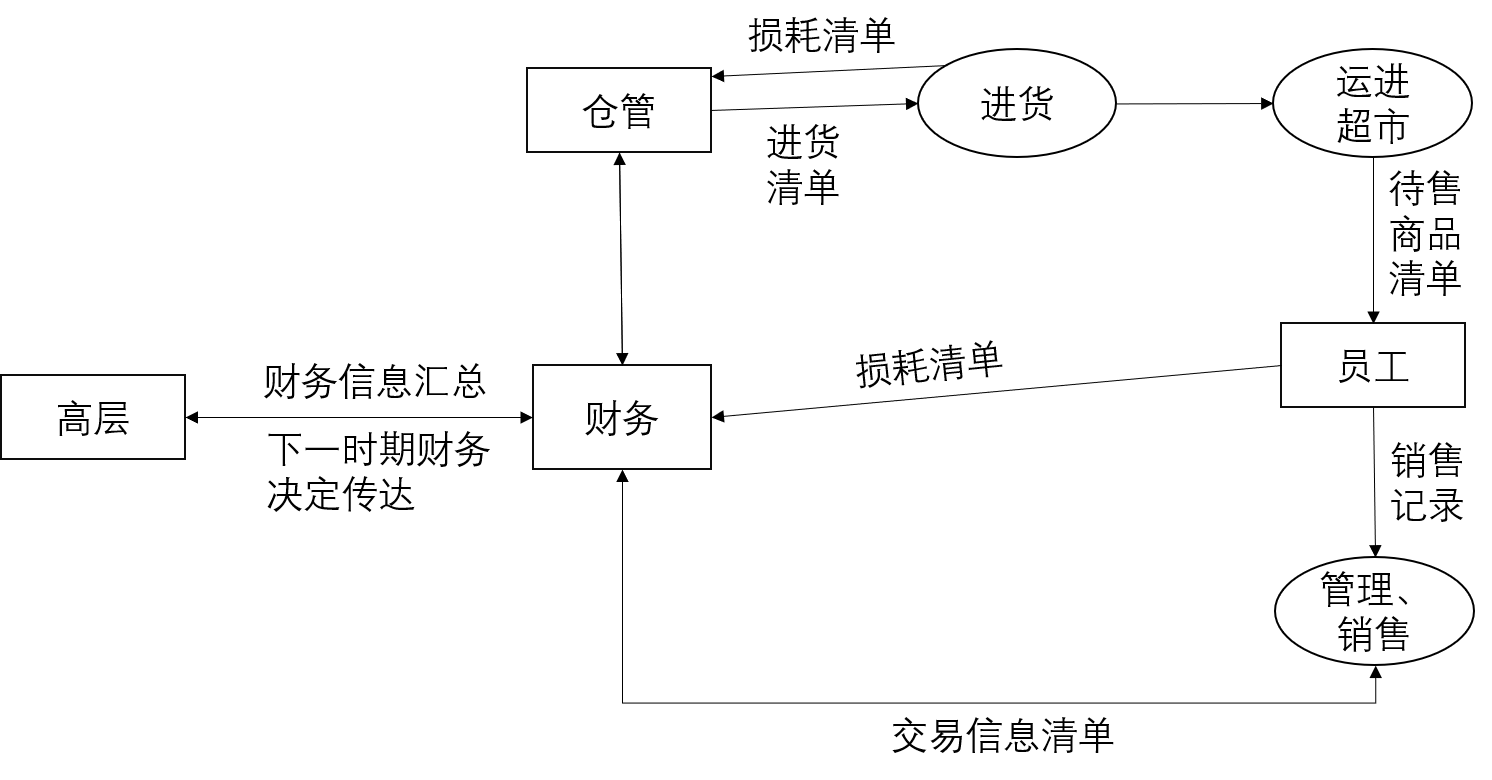 损耗清单
仓管
进货
运进
超市
进货
清单
待售
商品
清单
损耗清单
员工
财务信息汇总
高层
财务
下一时期财务
决定传达
销售
记录
管理、
销售
交易信息清单